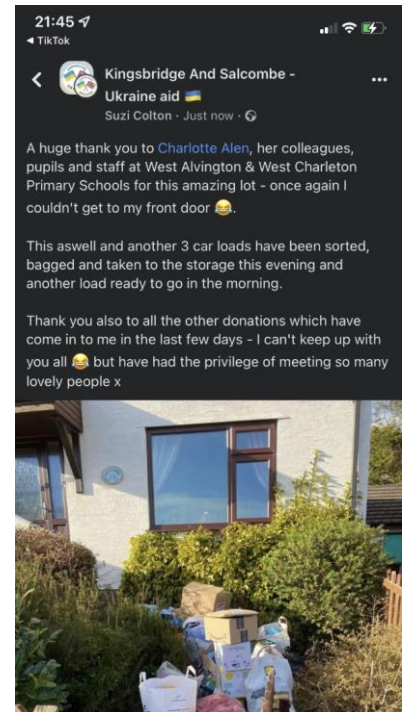 21:45
◄ TikTok
Kingsbridge And Salcombe -
Ukraine aid 🇺🇦
Suzi Colton · Just now ·
A huge thank you to Charlotte Alen, her colleagues,
pupils and staff at West Alvington & West Charleton
Primary Schools for this amazing lot - once again I
couldn't get to my front door 😂.
This aswell and another 3 car loads have been sorted,
bagged and taken to the storage this evening and
another load ready to go in the morning.
Thank you also to all the other donations which have
come in to me in the last few days - I can't keep up with
you all 😂 but have had the privilege of meeting so many
lovely people x